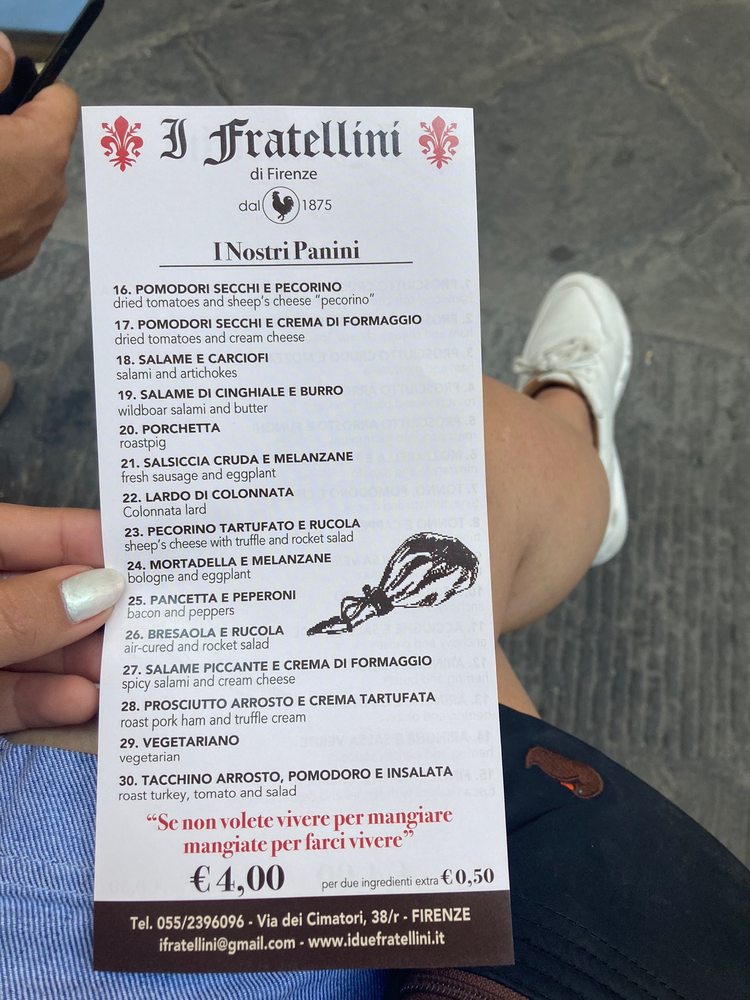 I Fratellini
di Firenze
dal 1875
I Nostri Panini
16. POMODORI SECCHI E PECORINO
dried tomatoes and sheep's cheese "pecorino"
17. POMODORI SECCHI E CREMA DI FORMAGGIO
dried tomatoes and cream cheese
18. SALAME E CARCIOFI
salami and artichokes
19. SALAME DI CINGHIALE E BURRO
wildboar salami and butter
20. PORCHETTA
roastpig
21. SALSICCIA CRUDA E MELANZANE
fresh sausage and eggplant
22. LARDO DI COLONNATA
Colonnata lard
23. PECORINO TARTUFATO E RUCOLA
sheep's cheese with truffle and rocket salad
24. MORTADELLA E MELANZANE
bologne and eggplant
25. PANCETTA E PEPERONI
bacon and peppers
26. BRESAOLA E RUCOLA
air-cured and rocket salad
27. SALAME PICCANTE E CREMA DI FORMAGGIO
spicy salami and cream cheese
28. PROSCIUTTO ARROSTO E CREMA TARTUFATA
roast pork ham and truffle cream
29. VEGETARIANO
vegetarian
30. TACCHINO ARROSTO, POMODORO E INSALATA
roast turkey, tomato and salad
"Se non volete vivere per mangiare
mangiate per farci vivere"
€ 4,00 per due ingredienti extra € 0,50
Tel. 055/2396096 - Via dei Cimatori, 38/r - FIRENZE
ifratellini@gmail.com - www.iduefratellini.it